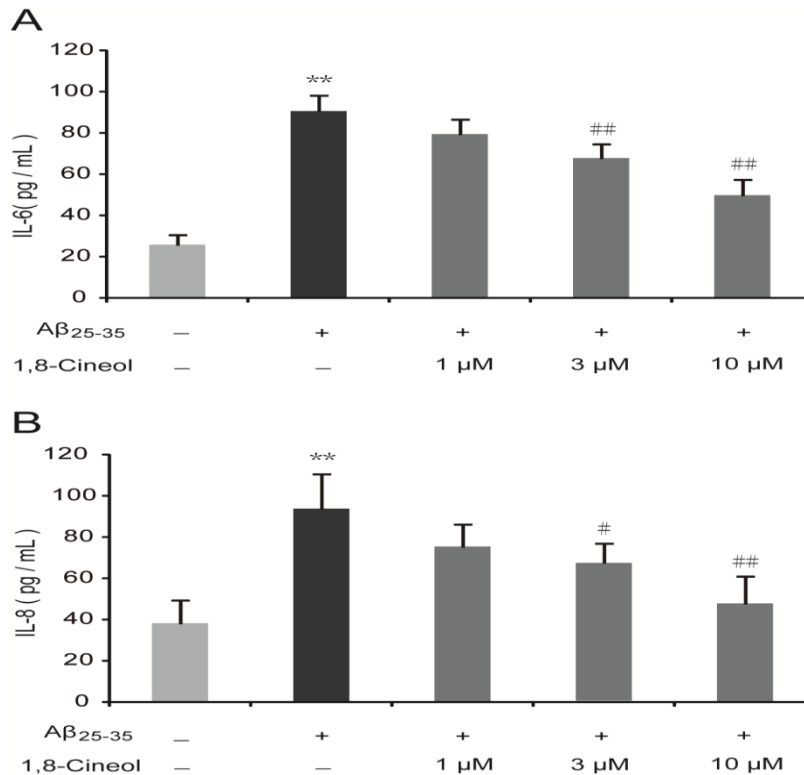 A
120
100
80
60
40
20
0
IL-6( pg / mL )
**
##
##
Aβ25-35 — + + + +
1,8-Cineol — — 1 µM 3 µM 10 µM
B
120
100
80
60
40
20
0
IL-8 ( pg / mL )
**
#
##
Aβ25-35 — + + + +
1,8-Cineol — — 1 µM 3 µM 10 µM